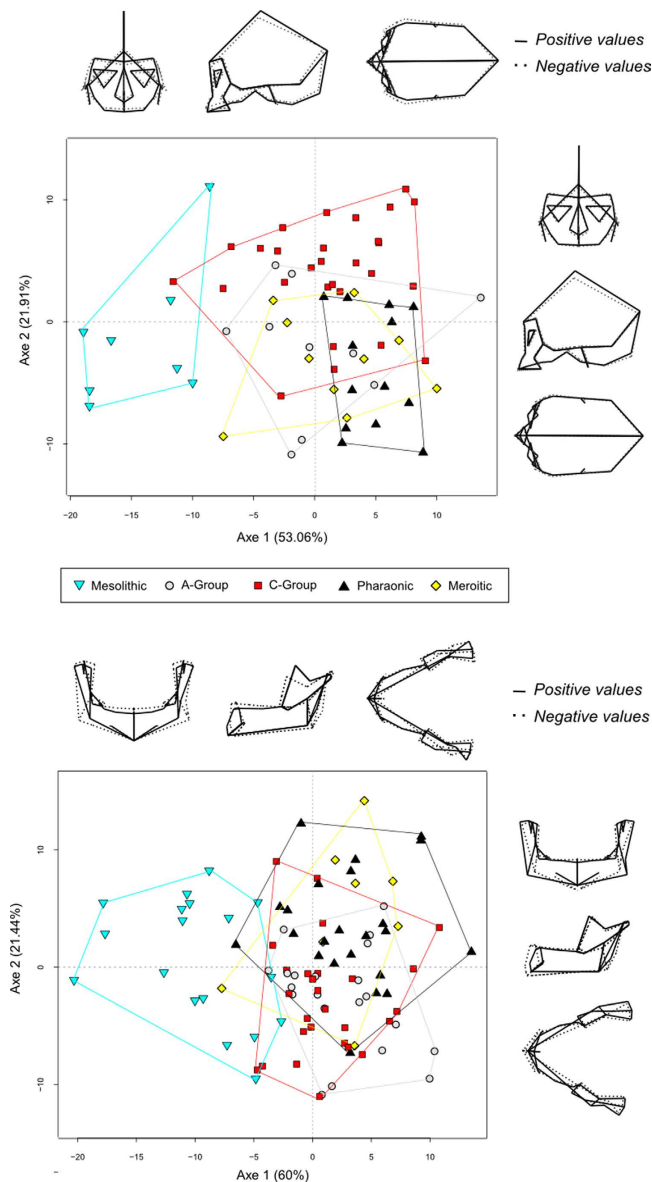 Positive values
Negative values
10
0
−10
−20
−15
−10
−5
0
5
10
Axe 2 (21.91%)
Axe 1 (53.06%)
Mesolithic
A-Group
C-Group
Pharaonic
Meroitic
Positive values
Negative values
10
0
−10
−20
−15
−10
−5
0
5
10
15
Axe 2 (21.44%)
Axe 1 (60%)